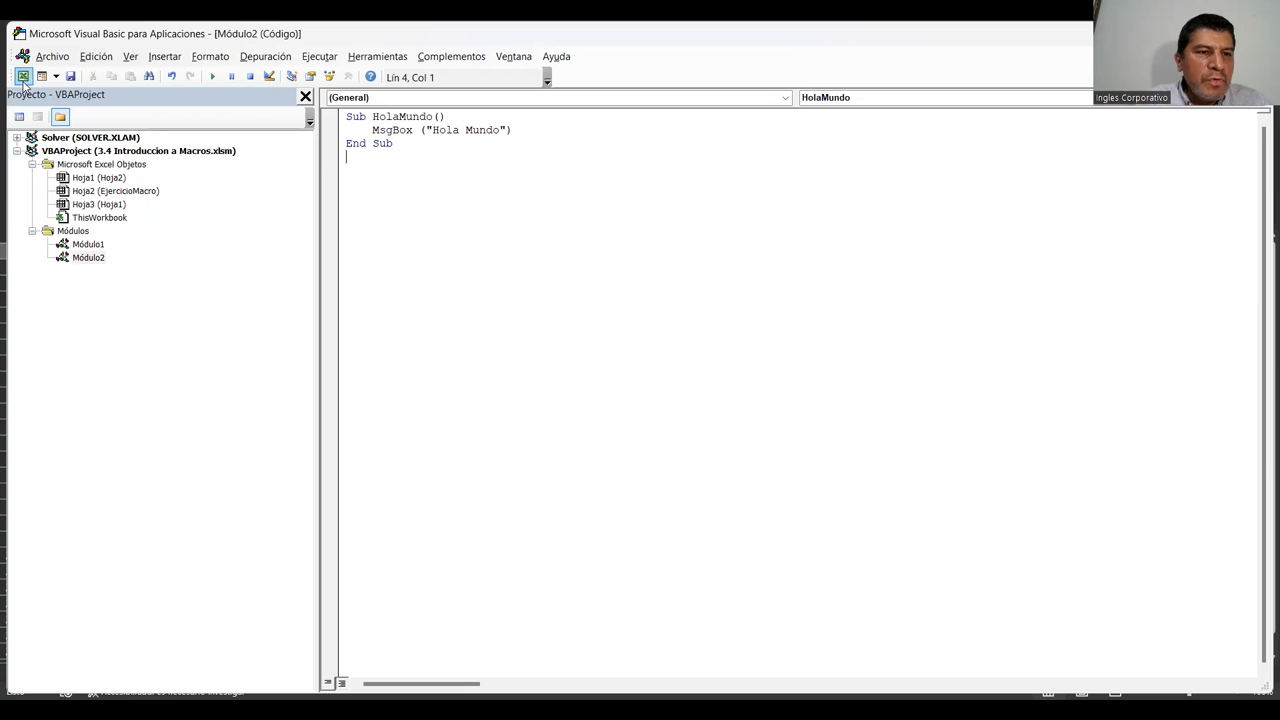 Microsoft Visual Basic para Aplicaciones - [Módulo2 (Código)]
Archivo Edición Ver Insertar Formato Depuración Ejecutar Herramientas Complementos Ventana Ayuda
Lín 4, Col 1
Ingles Corporativo
Proyecto - VBAProject
(General)
HolaMundo
Sub HolaMundo()
MsgBox ("Hola Mundo")
End Sub
Solver (SOLVER.XLAM)
VBAProject (3.4 Introduccion a Macros.xlsm)
Microsoft Excel Objetos
Hoja1 (Hoja2)
Hoja2 (EjercicioMacro)
Hoja3 (Hoja1)
ThisWorkbook
Módulos
Módulo1
Módulo2